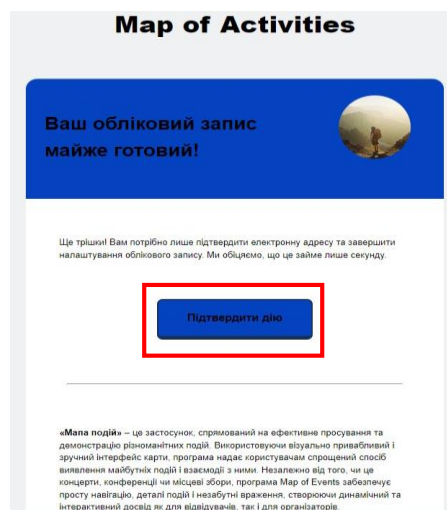 Map of Activities
Ваш обліковий запис
майже готовий!
Ще трішки! Вам потрібно лише підтвердити електронну адресу та завершити
налаштування облікового запису. Ми обіцяємо, що це займе лише секунду.
Підтвердити дію
«Мапа подій» – це застосунок, спрямований на ефективне просування та
демонстрацію різноманітних подій. Використовуючи візуально привабливий і
зручний інтерфейс карти, програма надає користувачам спрощений спосіб
виявлення майбутніх подій і взаємодії з ними. Незалежно від того, чи це
концерти, конференції чи місцеві збори, програма Map of Events забезпечує
просту навігацію, деталі подій і незабутні враження, створюючи динамічний та
інтерактивний досвід як для відвідувачів, так і для організаторів.